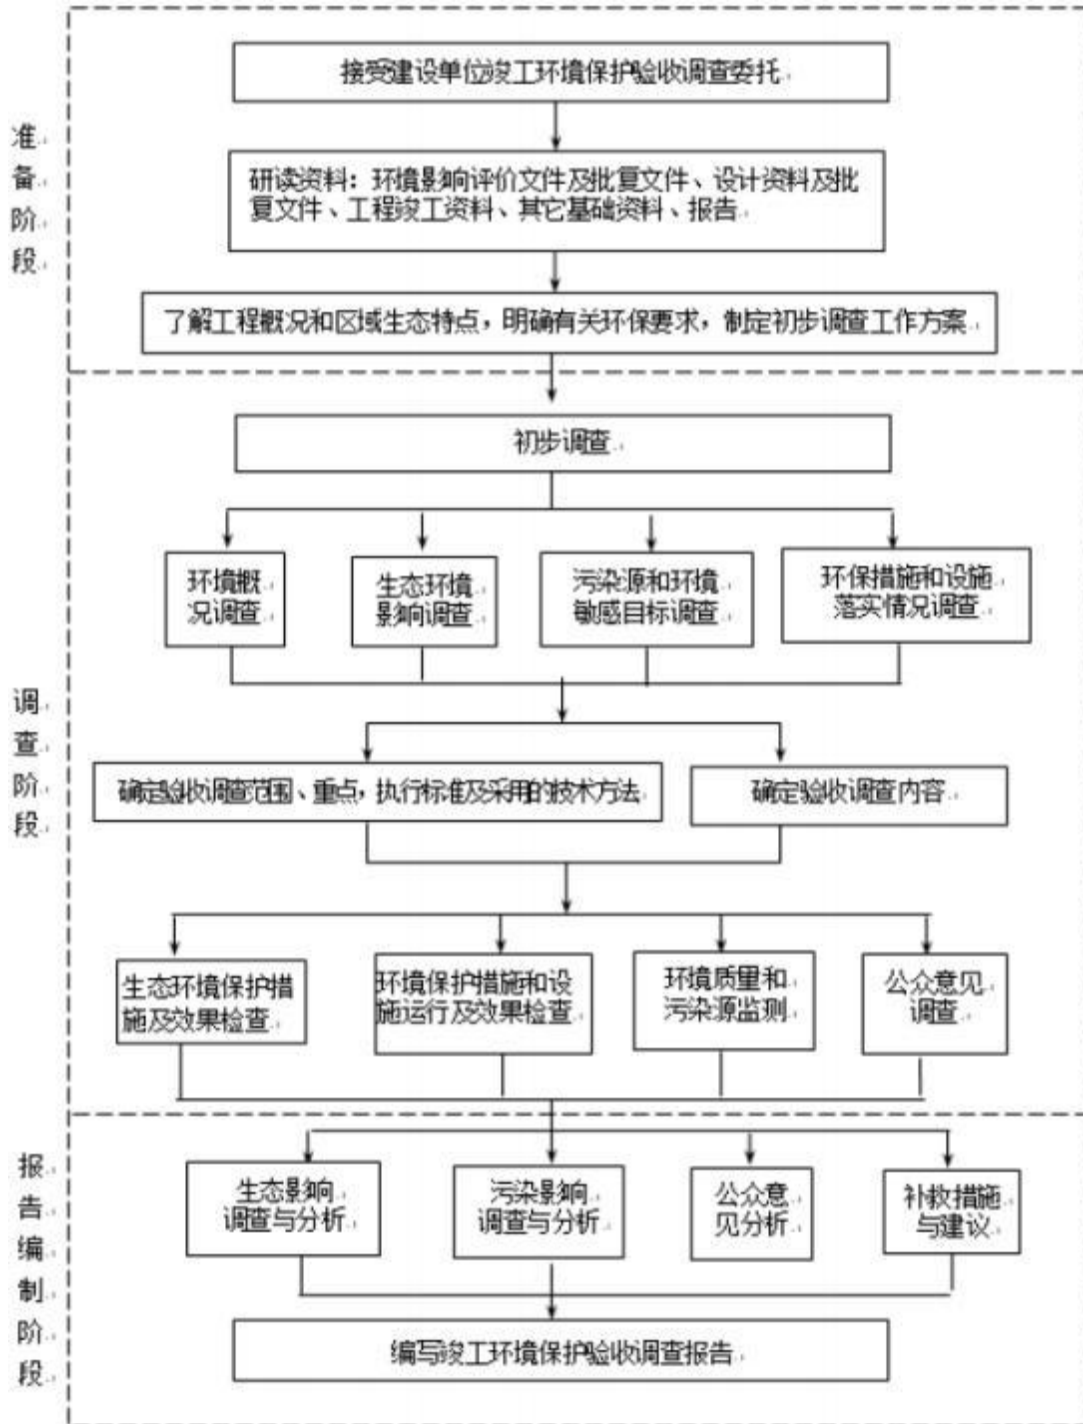 准
备
阶
段
接受建设单位竣工环境保护验收调查委托
研读资料：环境影响评价文件及批复文件、设计资料及批
复文件、工程竣工资料、其它基础资料、报告
了解工程概况和区域生态特点，明确有关环保要求，制定初步调查工作方案
调
查
阶
段
初步调查
环境概
况调查
生态环境
影响调查
污染源和环境
敏感目标调查
环保措施和设施
落实情况调查
确定验收调查范围、重点，执行标准及采用的技术方法
确定验收调查内容
生态环境保护措
施及效果检查
环境保护措施和设
施运行及效果检查
环境质量和
污染源监测
公众意见
调查
报
告
编
制
阶
段
生态影响
调查与分析
污染影响
调查与分析
公众意
见分析
补救措施
与建议
编写竣工环境保护验收调查报告